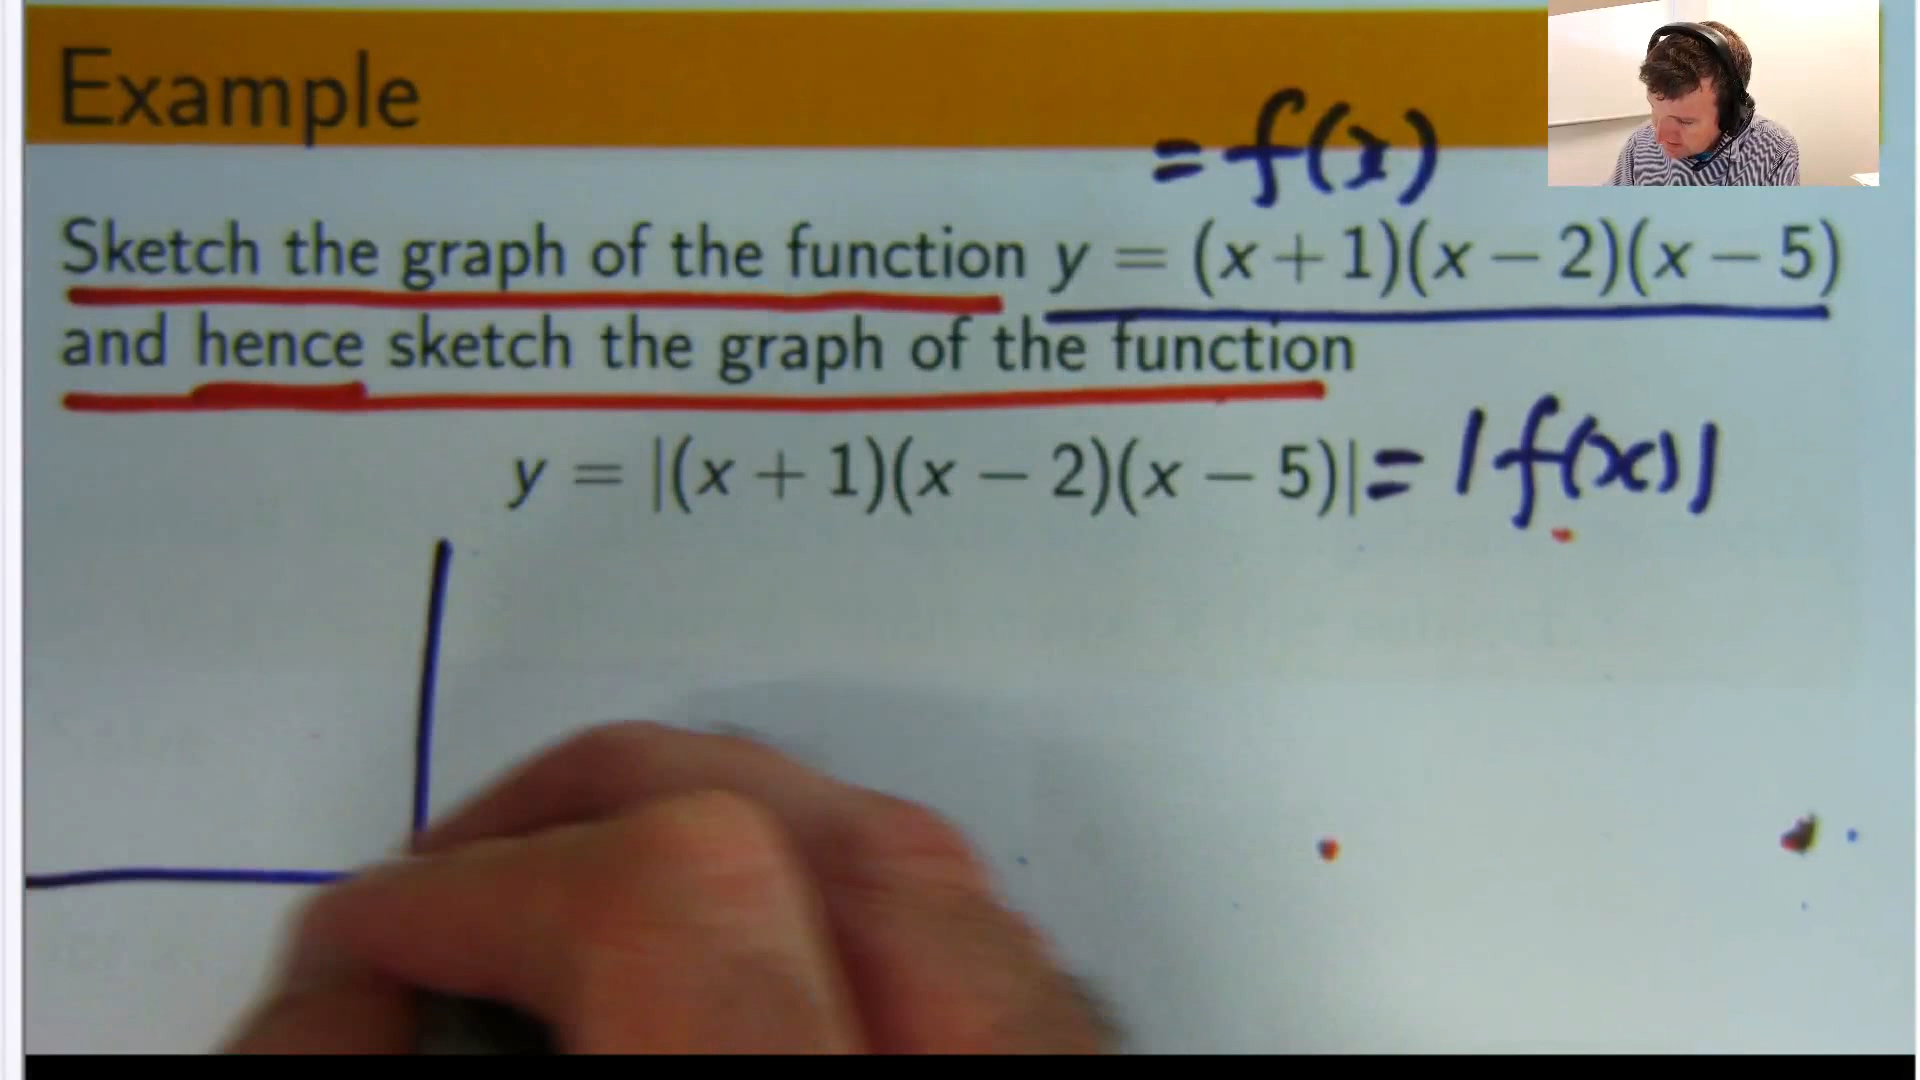 Example
= f(x)
Sketch the graph of the function y = (x + 1)(x − 2)(x − 5)
and hence sketch the graph of the function
y = |(x + 1)(x − 2)(x − 5)| = |f(x)|